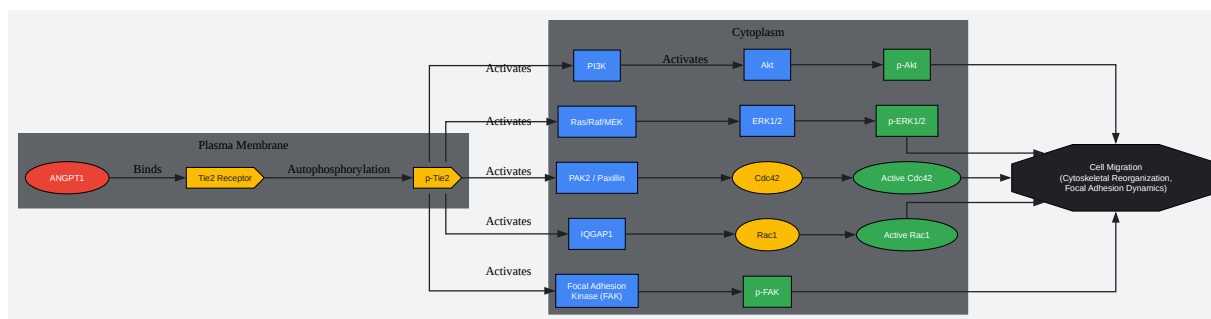 Cytoplasm
Activates
PI3K
Activates
Akt
p-Akt
Activates
Ras/Raf/MEK
ERK1/2
p-ERK1/2
Plasma Membrane
ANGPT1
Binds
Tie2 Receptor
Autophosphorylation
p-Tie2
Activates
PAK2 / Paxillin
Cdc42
Active Cdc42
Cell Migration
(Cytoskeletal Reorganization,
Focal Adhesion Dynamics)
Activates
IQGAP1
Rac1
Active Rac1
Activates
Focal Adhesion
Kinase (FAK)
p-FAK